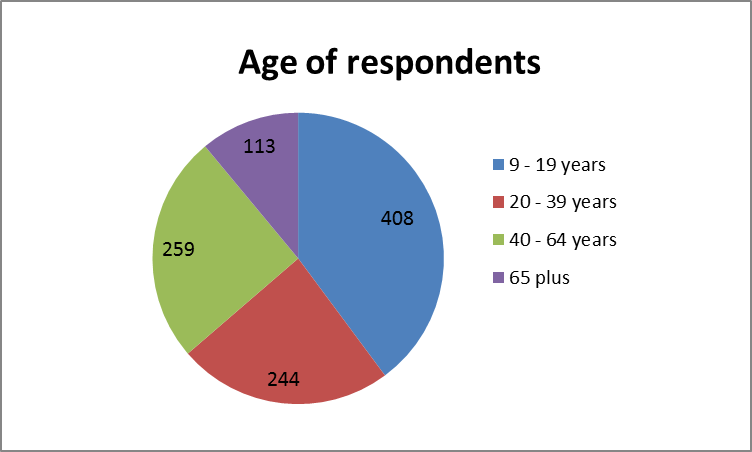 Age of respondents
113
408
259
244
9 - 19 years
20 - 39 years
40 - 64 years
65 plus